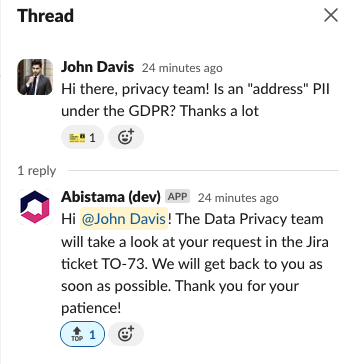 Thread
John Davis 24 minutes ago
Hi there, privacy team! Is an "address" PII
under the GDPR? Thanks a lot
1
1 reply
Abistama (dev) APP 24 minutes ago
Hi @John Davis! The Data Privacy team
will take a look at your request in the Jira
ticket TO-73. We will get back to you as
soon as possible. Thank you for your
patience!
TOP 1